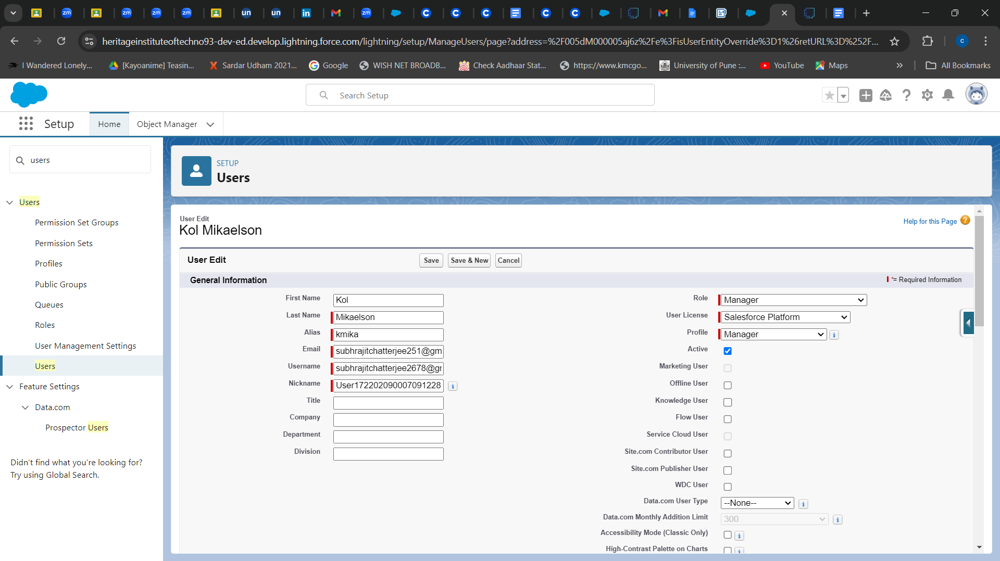 heritageinstituteoftechno93-dev-ed.develop.lightning.force.com/lightning/setup/ManageUsers/page?address=%2F005dM000005aj6z%2Fe%3FisUserEntityOverride%3D1%26retURL%3D%252F...
I Wandered Lonely...
[Kayoanime] Teasin...
Sardar Udham 2021...
Google
WISH NET BROADB...
Check Aadhaar Stat...
https://www.kmcgo...
University of Pune :...
YouTube
Maps
All Bookmarks
Search Setup
Setup
Home
Object Manager
users
SETUP
Users
Users
Permission Set Groups
Permission Sets
Profiles
Public Groups
Queues
Roles
User Management Settings
Users
Feature Settings
Data.com
Prospector Users
Didn't find what you're looking for?
Try using Global Search.
User Edit
Kol Mikaelson
Help for this Page
User Edit
Save
Save & New
Cancel
General Information
*= Required Information
First Name Kol
Last Name Mikaelson
Alias kmika
Email subhrajitchatterjee251@gm
Username subhrajitchatterjee2678@gr
Nickname User172202090007091228
Title
Company
Department
Division
Role Manager
User License Salesforce Platform
Profile Manager
Active
Marketing User
Offline User
Knowledge User
Flow User
Service Cloud User
Site.com Contributor User
Site.com Publisher User
WDC User
Data.com User Type --None--
Data.com Monthly Addition Limit 300
Accessibility Mode (Classic Only)
High-Contrast Palette on Charts